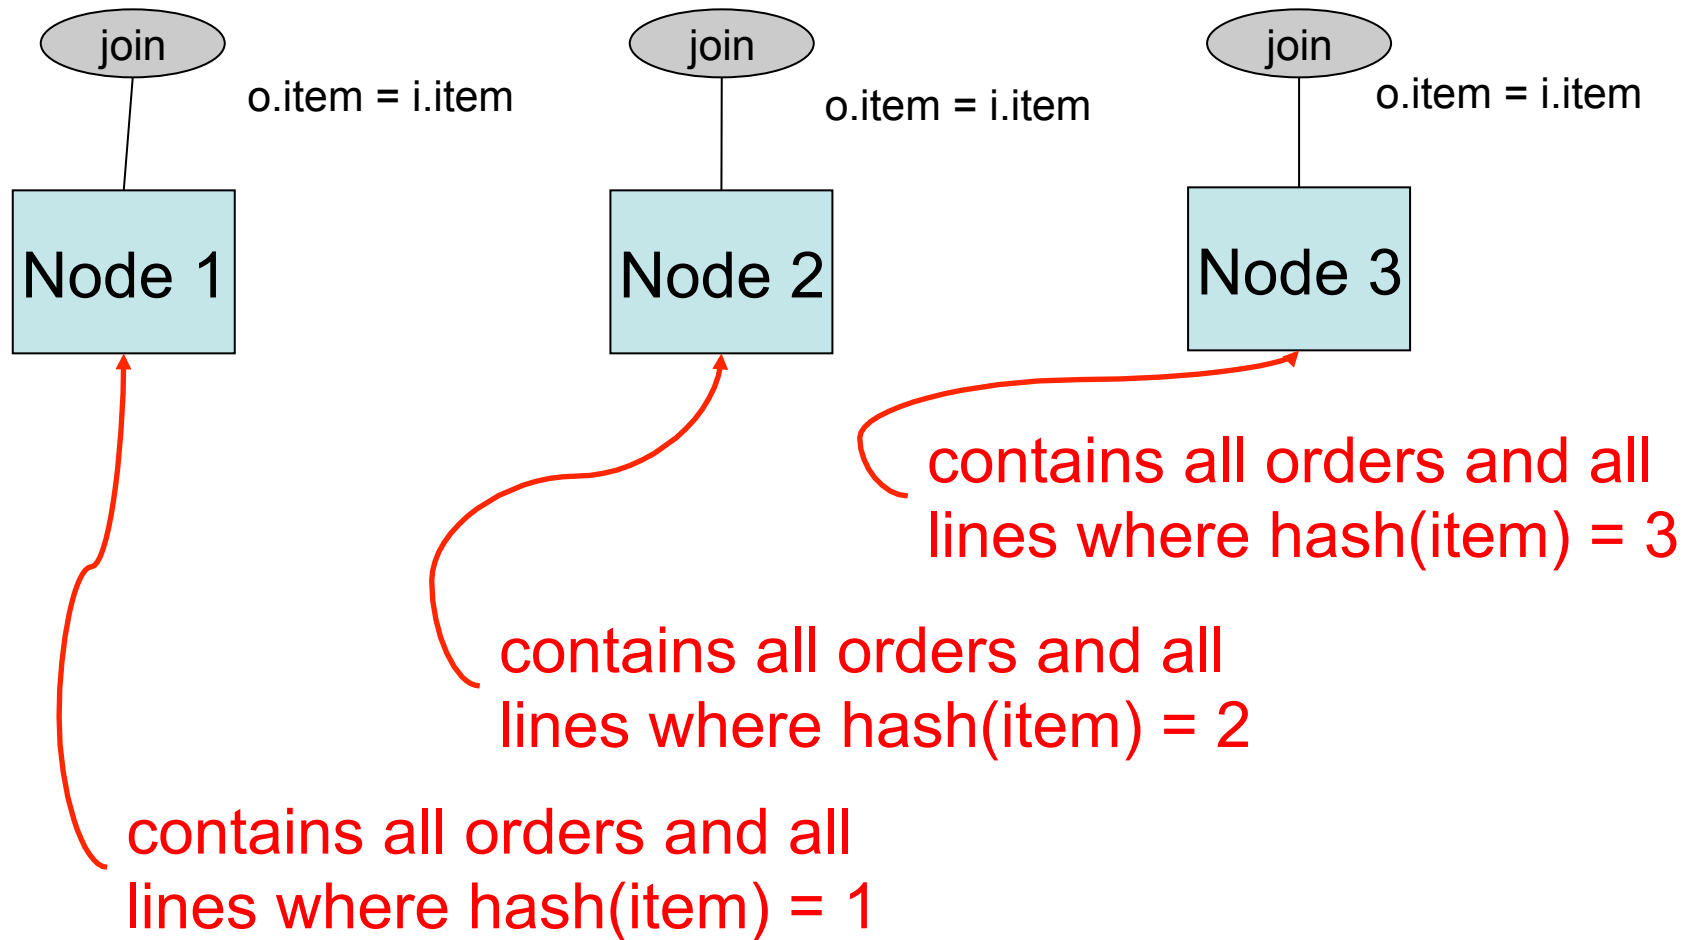 join
join
join
o.item = i.item
o.item = i.item
o.item = i.item
Node 1
Node 2
Node 3
contains all orders and all
lines where hash(item) = 3
contains all orders and all
lines where hash(item) = 2
contains all orders and all
lines where hash(item) = 1